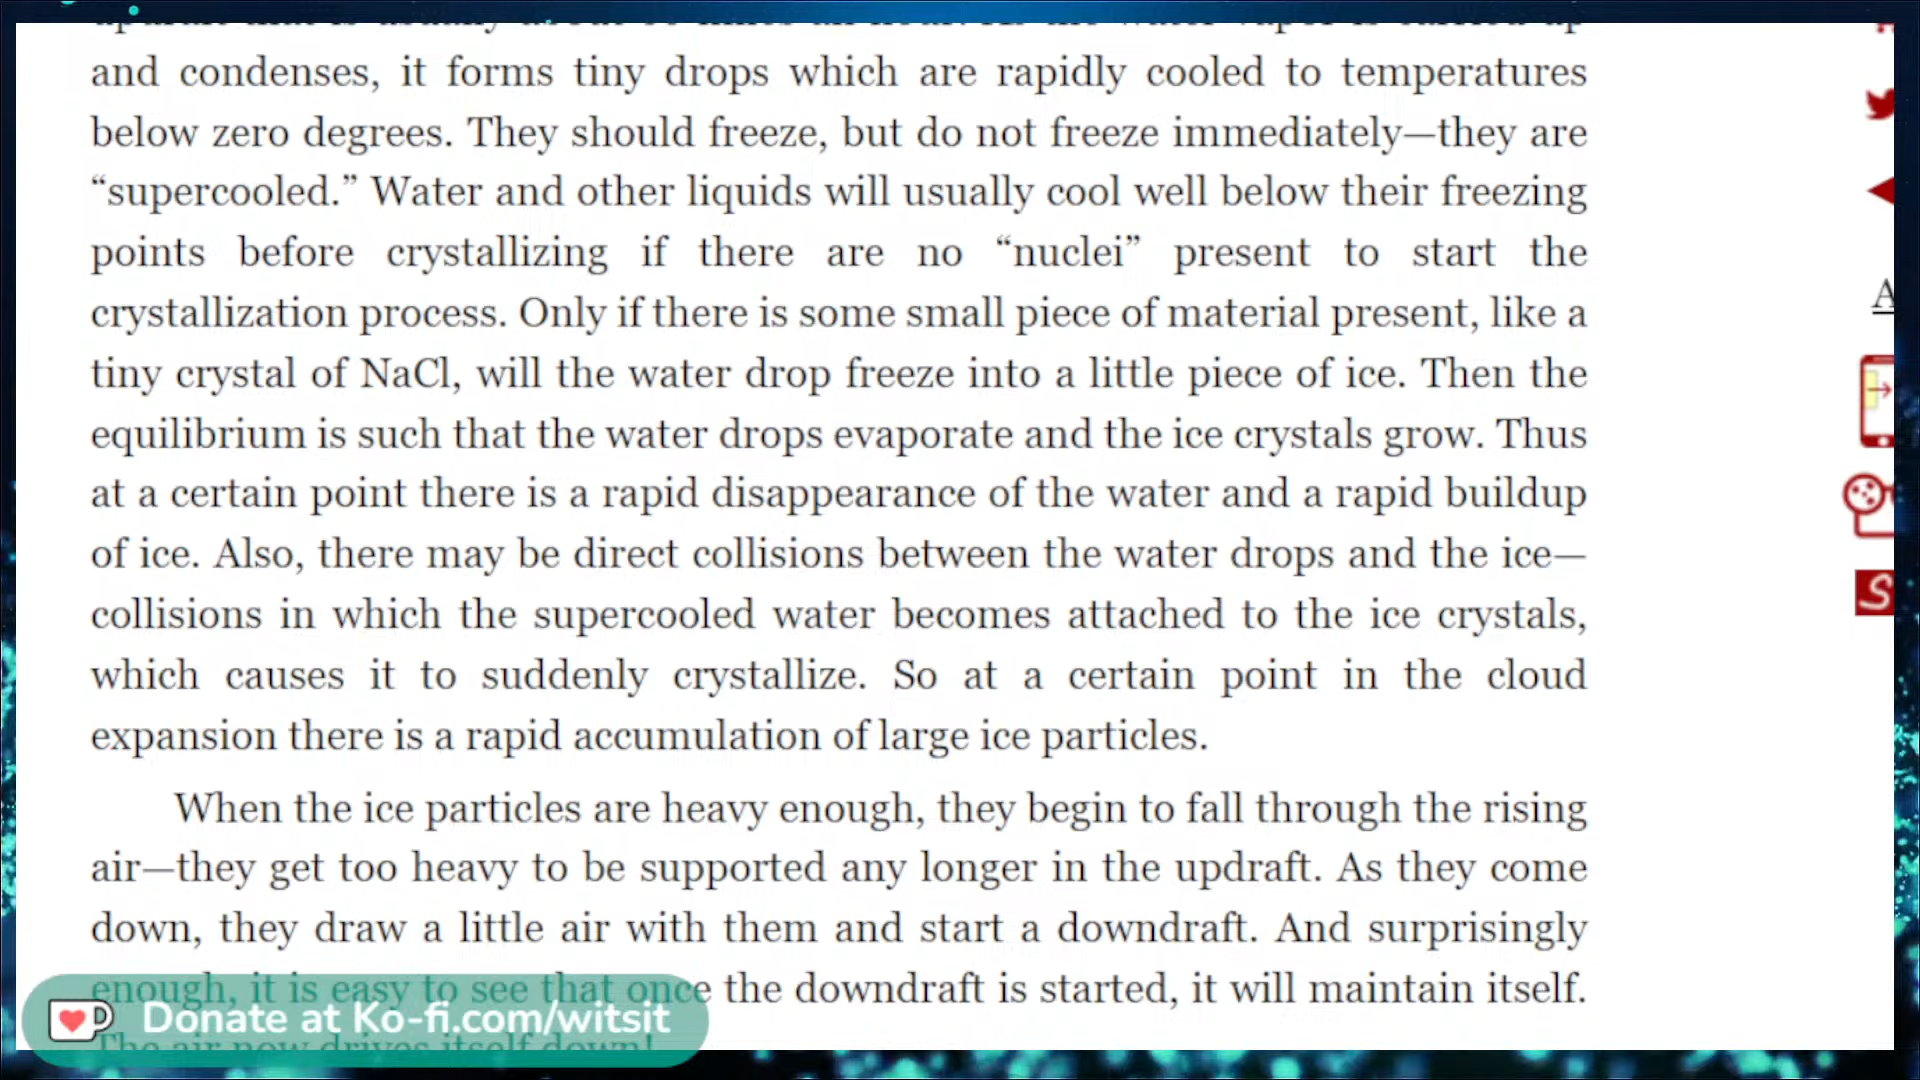 and condenses, it forms tiny drops which are rapidly cooled to temperatures
below zero degrees. They should freeze, but do not freeze immediately—they are
“supercooled.” Water and other liquids will usually cool well below their freezing
points before crystallizing if there are no “nuclei” present to start the
crystallization process. Only if there is some small piece of material present, like a
tiny crystal of NaCl, will the water drop freeze into a little piece of ice. Then the
equilibrium is such that the water drops evaporate and the ice crystals grow. Thus
at a certain point there is a rapid disappearance of the water and a rapid buildup
of ice. Also, there may be direct collisions between the water drops and the ice—
collisions in which the supercooled water becomes attached to the ice crystals,
which causes it to suddenly crystallize. So at a certain point in the cloud
expansion there is a rapid accumulation of large ice particles.
When the ice particles are heavy enough, they begin to fall through the rising
air—they get too heavy to be supported any longer in the updraft. As they come
down, they draw a little air with them and start a downdraft. And surprisingly
enough, it is easy to see that once the downdraft is started, it will maintain itself.
The air now drives itself down!
Donate at Ko-fi.com/witsit
A
S